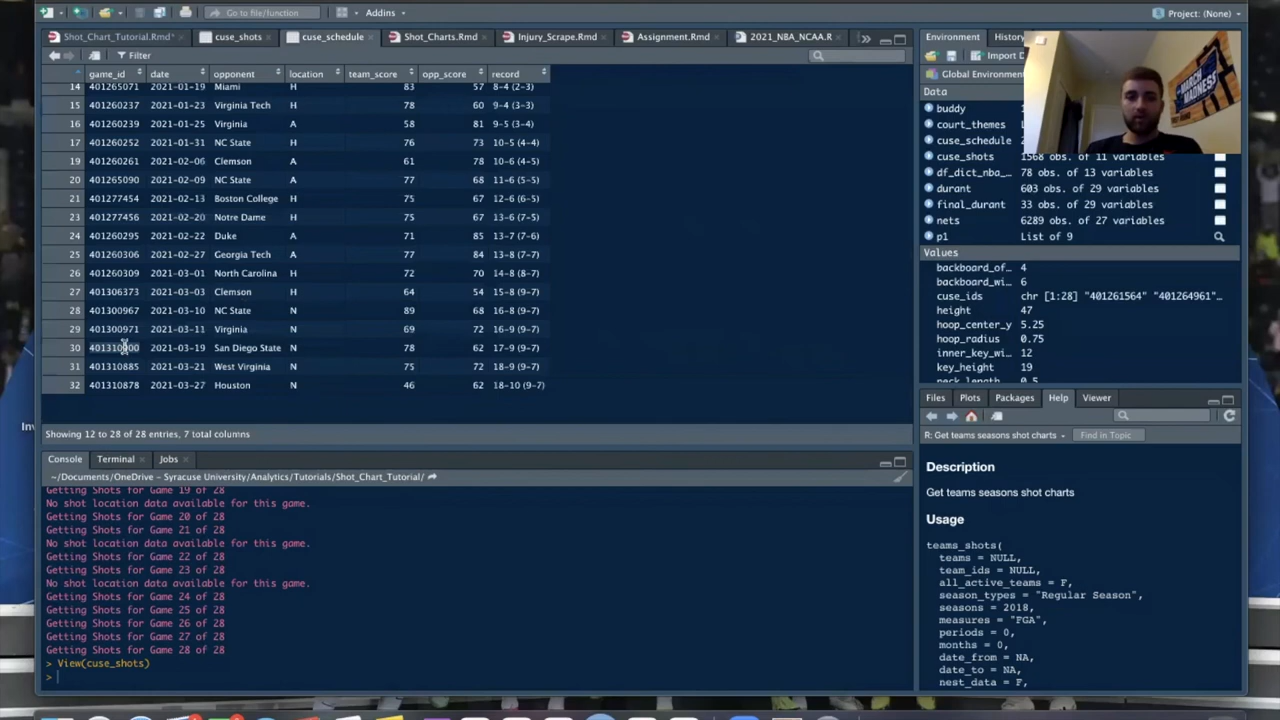 Go to file/function
Addins
Project: (None)
Shot_Chart_Tutorial.Rmd*
cuse_shots
cuse_schedule
Shot_Charts.Rmd
Injury_Scrape.Rmd
Assignment.Rmd
2021_NBA_NCAA.R
Filter
game_id date opponent location team_score opp_score record
14 401265071 2021-01-19 Miami H 83 57 8-4 (2-3)
15 401260237 2021-01-23 Virginia Tech H 78 60 9-4 (3-3)
16 401260239 2021-01-25 Virginia A 58 81 9-5 (3-4)
17 401260252 2021-01-31 NC State H 76 73 10-5 (4-4)
19 401260261 2021-02-06 Clemson A 61 78 10-6 (4-5)
20 401265090 2021-02-09 NC State A 77 68 11-6 (5-5)
21 401277454 2021-02-13 Boston College H 75 67 12-6 (6-5)
23 401277456 2021-02-20 Notre Dame H 75 67 13-6 (7-5)
24 401260295 2021-02-22 Duke A 71 85 13-7 (7-6)
25 401260306 2021-02-27 Georgia Tech A 77 84 13-8 (7-7)
26 401260309 2021-03-01 North Carolina H 72 70 14-8 (8-7)
27 401306373 2021-03-03 Clemson H 64 54 15-8 (9-7)
28 401300967 2021-03-10 NC State N 89 68 16-8 (9-7)
29 401300971 2021-03-11 Virginia N 69 72 16-9 (9-7)
30 401310900 2021-03-19 San Diego State N 78 62 17-9 (9-7)
31 401310885 2021-03-21 West Virginia N 75 72 18-9 (9-7)
32 401310878 2021-03-27 Houston N 46 62 18-10 (9-7)
Showing 12 to 28 of 28 entries, 7 total columns
Console Terminal Jobs
~/Documents/OneDrive - Syracuse University/Analytics/Tutorials/Shot_Chart_Tutorial/
Getting Shots for Game 19 of 28
No shot location data available for this game.
Getting Shots for Game 20 of 28
Getting Shots for Game 21 of 28
No shot location data available for this game.
Getting Shots for Game 22 of 28
Getting Shots for Game 23 of 28
No shot location data available for this game.
Getting Shots for Game 24 of 28
Getting Shots for Game 25 of 28
Getting Shots for Game 26 of 28
Getting Shots for Game 27 of 28
Getting Shots for Game 28 of 28
> View(cuse_shots)
>
Environment History
Import D
Global Environme
MARCH
MADNESS
Data
buddy
court_themes
cuse_schedule
cuse_shots 1568 obs. of 11 variables
df_dict_nba_… 78 obs. of 13 variables
durant 603 obs. of 29 variables
final_durant 33 obs. of 29 variables
nets 6289 obs. of 27 variables
p1 List of 9
Values
backboard_of… 4
backboard_wi… 6
cuse_ids chr [1:28] "401261564" "401264961"…
height 47
hoop_center_y 5.25
hoop_radius 0.75
inner_key_wi… 12
key_height 19
neck_length 0.5
Files Plots Packages Help Viewer
R: Get teams seasons shot charts
Find in Topic
Description
Get teams seasons shot charts
Usage
teams_shots(
teams = NULL,
team_ids = NULL,
all_active_teams = F,
season_types = "Regular Season",
seasons = 2018,
measures = "FGA",
periods = 0,
months = 0,
date_from = NA,
date_to = NA,
nest_data = F,